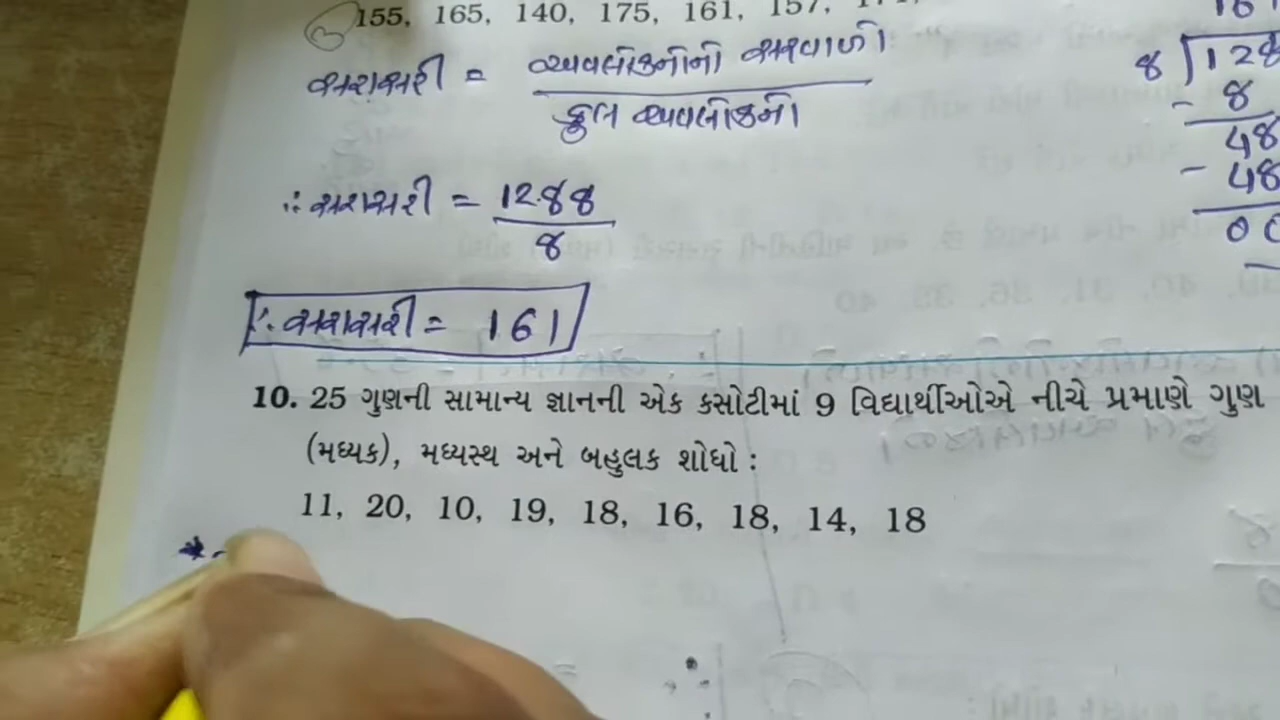 155, 165, 140, 175, 161, 157,
સરાસરી = અવલોકનોનો સરવાળો
કુલ અવલોકનો
∴ સરાસરી = 1288
8
∴ સરાસરી = 161
8 128
- 8
48
- 48
10. 25 ગુણની સામાન્ય જ્ઞાનની એક કસોટીમાં 9 વિદ્યાર્થીઓએ નીચે પ્રમાણે ગુણ
(મધ્યક), મધ્યસ્થ અને બહુલક શોધો :
11, 20, 10, 19, 18, 16, 18, 14, 18